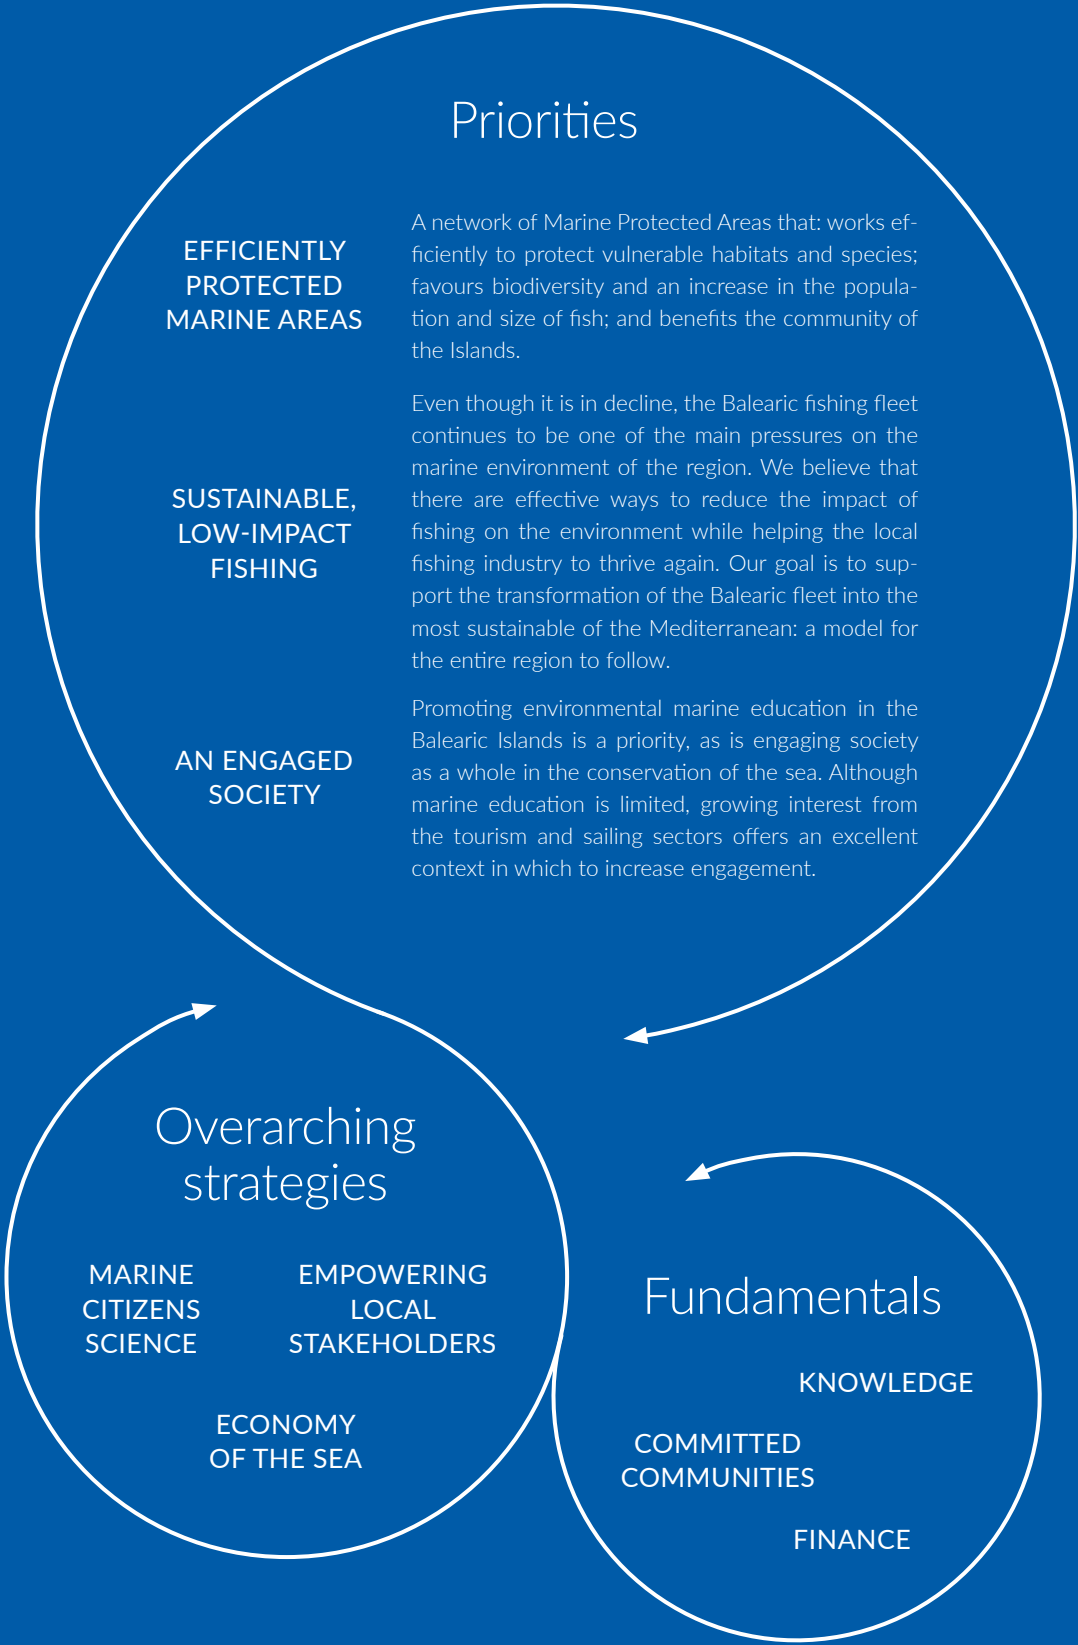 Priorities
EFFICIENTLY
PROTECTED
MARINE AREAS
A network of Marine Protected Areas that: works ef-
ficiently to protect vulnerable habitats and species;
favours biodiversity and an increase in the popula-
tion and size of fish; and benefits the community of
the Islands.
SUSTAINABLE,
LOW-IMPACT
FISHING
Even though it is in decline, the Balearic fishing fleet
continues to be one of the main pressures on the
marine environment of the region. We believe that
there are effective ways to reduce the impact of
fishing on the environment while helping the local
fishing industry to thrive again. Our goal is to sup-
port the transformation of the Balearic fleet into the
most sustainable of the Mediterranean: a model for
the entire region to follow.
AN ENGAGED
SOCIETY
Promoting environmental marine education in the
Balearic Islands is a priority, as is engaging society
as a whole in the conservation of the sea. Although
marine education is limited, growing interest from
the tourism and sailing sectors offers an excellent
context in which to increase engagement.
Overarching
strategies
MARINE
CITIZENS
SCIENCE
EMPOWERING
LOCAL
STAKEHOLDERS
ECONOMY
OF THE SEA
Fundamentals
KNOWLEDGE
COMMITTED
COMMUNITIES
FINANCE